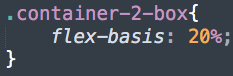 .container-2-box{
    flex-basis: 20%;
}